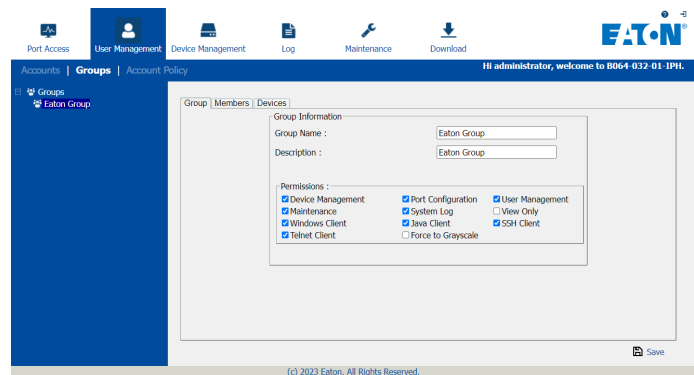 Port Access
User Management
Device Management
Log
Maintenance
Download
EATON®
Accounts | Groups | Account Policy
Hi administrator, welcome to B064-032-01-IPH.
Groups
Eaton Group
Group
Members
Devices
Group Information
Group Name :
Eaton Group
Description :
Eaton Group
Permissions :
Device Management
Port Configuration
User Management
Maintenance
System Log
View Only
Windows Client
Java Client
SSH Client
Telnet Client
Force to Grayscale
Save
(c) 2023 Eaton. All Rights Reserved.